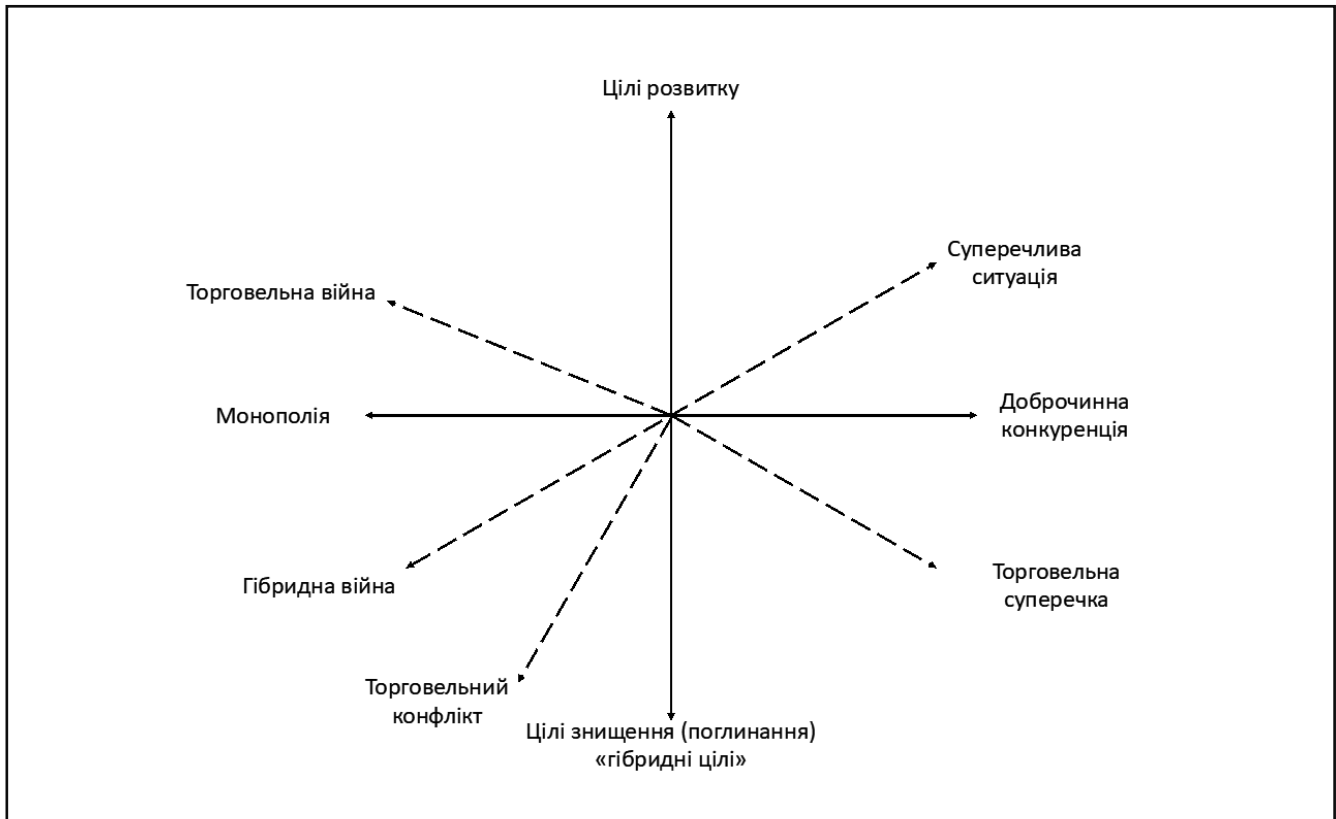 Цілі розвитку
Суперечлива
ситуація
Торговельна війна
Монополія
Доброчинна
конкуренція
Гібридна війна
Торговельна
суперечка
Торговельний
конфлікт
Цілі знищення (поглинання)
«гібридні цілі»